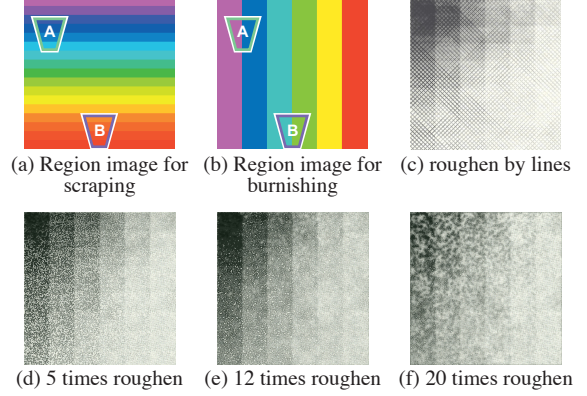 A
A
B
B
(a) Region image for
scraping
(b) Region image for
burnishing
(c) roughen by lines
(d) 5 times roughen
(e) 12 times roughen
(f) 20 times roughen